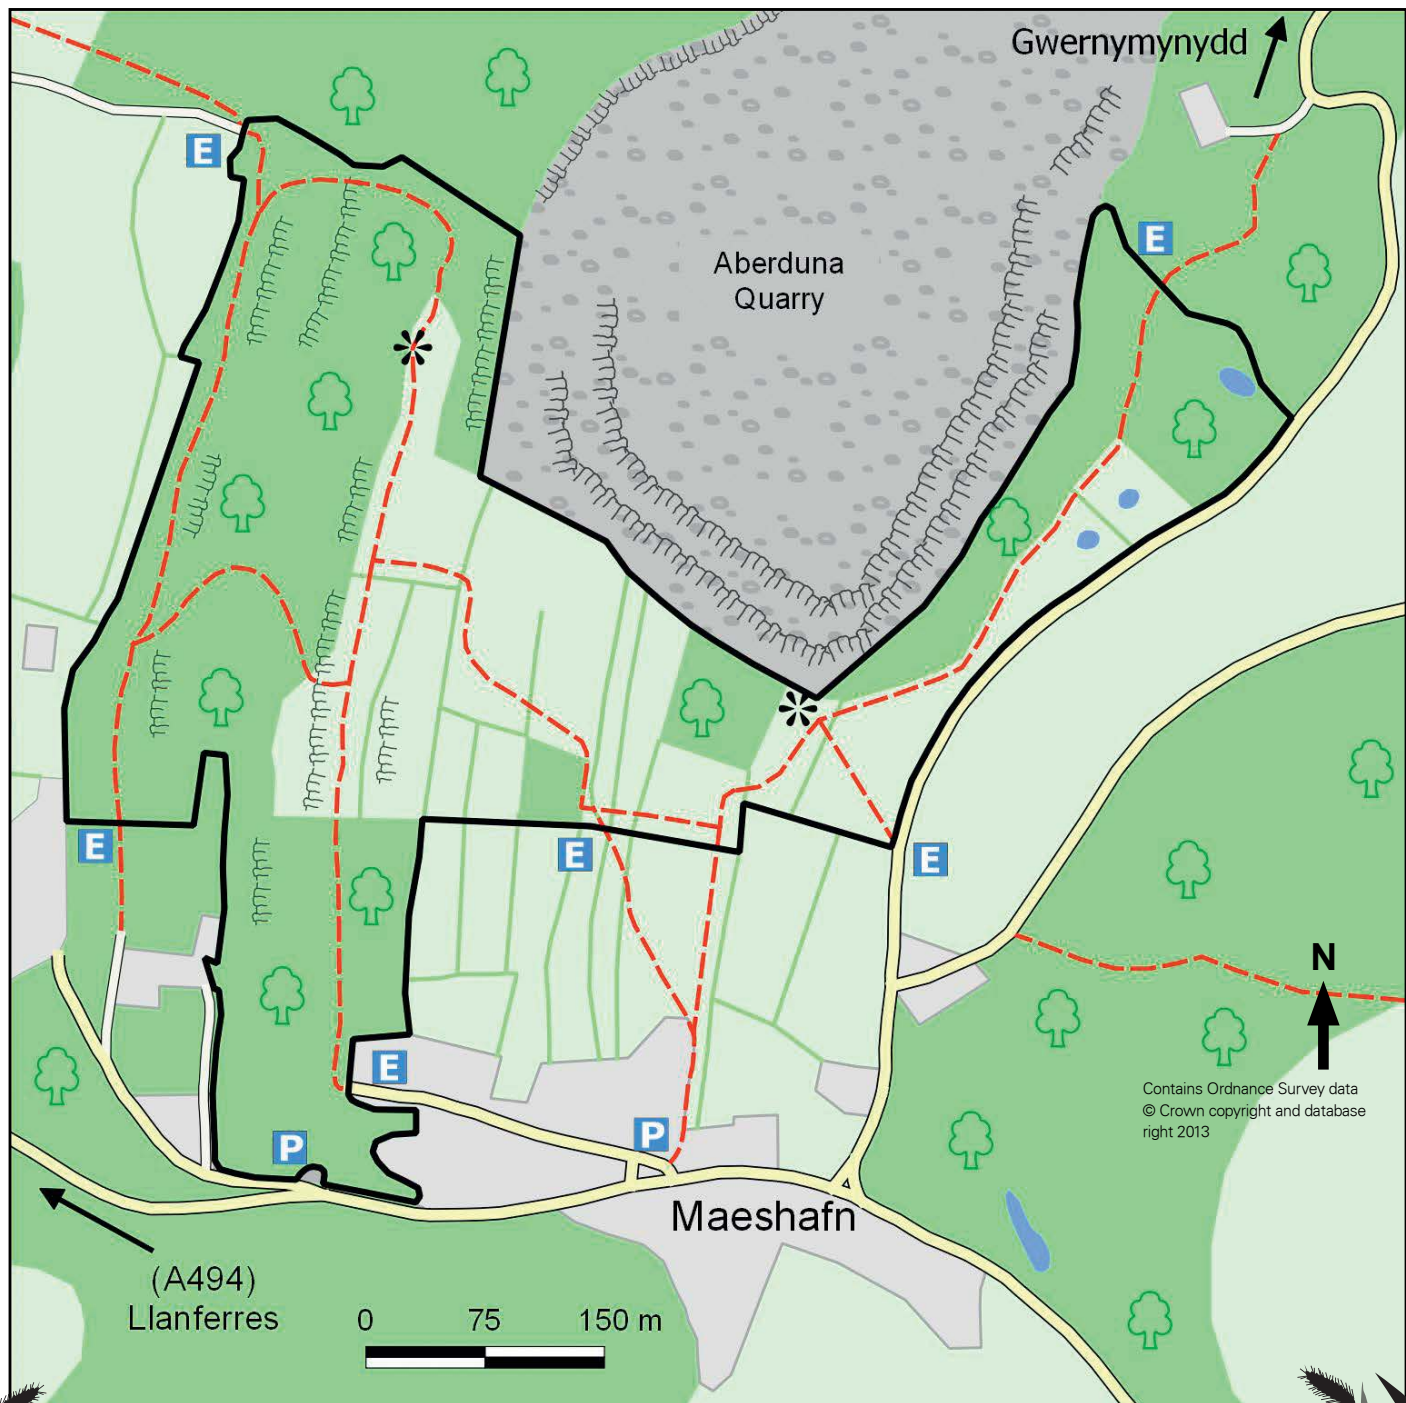 Gwernymynydd
E
E
Aberduna
Quarry
E
E
E
N
E
Contains Ordnance Survey data
© Crown copyright and database
right 2013
P
P
Maeshafn
(A494)
Llanferres
0 75 150 m